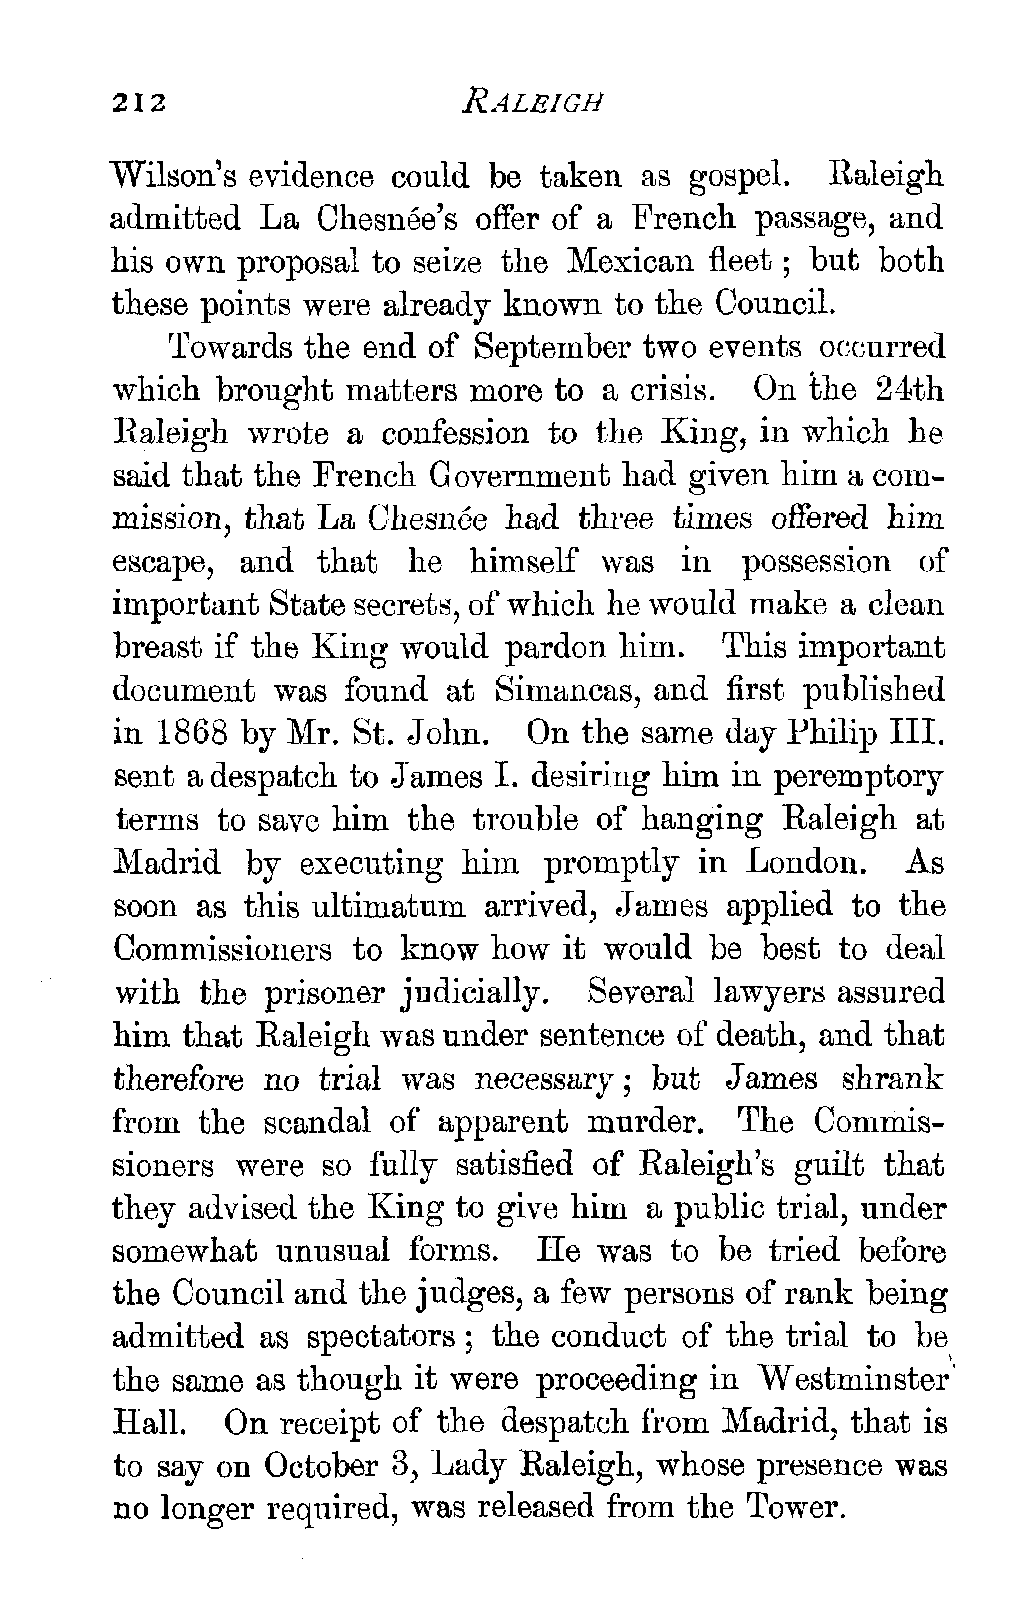 212 RALEIGH
Wilson's evidence could be taken as gospel. Raleigh
admitted La Chesnée's offer of a French passage, and
his own proposal to seize the Mexican fleet ; but both
these points were already known to the Council.
Towards the end of September two events occurred
which brought matters more to a crisis. On the 24th
Raleigh wrote a confession to the King, in which he
said that the French Government had given him a com-
mission, that La Chesnée had three times offered him
escape, and that he himself was in possession of
important State secrets, of which he would make a clean
breast if the King would pardon him. This important
document was found at Simancas, and first published
in 1868 by Mr. St. John. On the same day Philip III.
sent a despatch to James I. desiring him in peremptory
terms to save him the trouble of hanging Raleigh at
Madrid by executing him promptly in London. As
soon as this ultimatum arrived, James applied to the
Commissioners to know how it would be best to deal
with the prisoner judicially. Several lawyers assured
him that Raleigh was under sentence of death, and that
therefore no trial was necessary ; but James shrank
from the scandal of apparent murder. The Commis-
sioners were so fully satisfied of Raleigh's guilt that
they advised the King to give him a public trial, under
somewhat unusual forms. He was to be tried before
the Council and the judges, a few persons of rank being
admitted as spectators ; the conduct of the trial to be
the same as though it were proceeding in Westminster
Hall. On receipt of the despatch from Madrid, that is
to say on October 3, Lady Raleigh, whose presence was
no longer required, was released from the Tower.